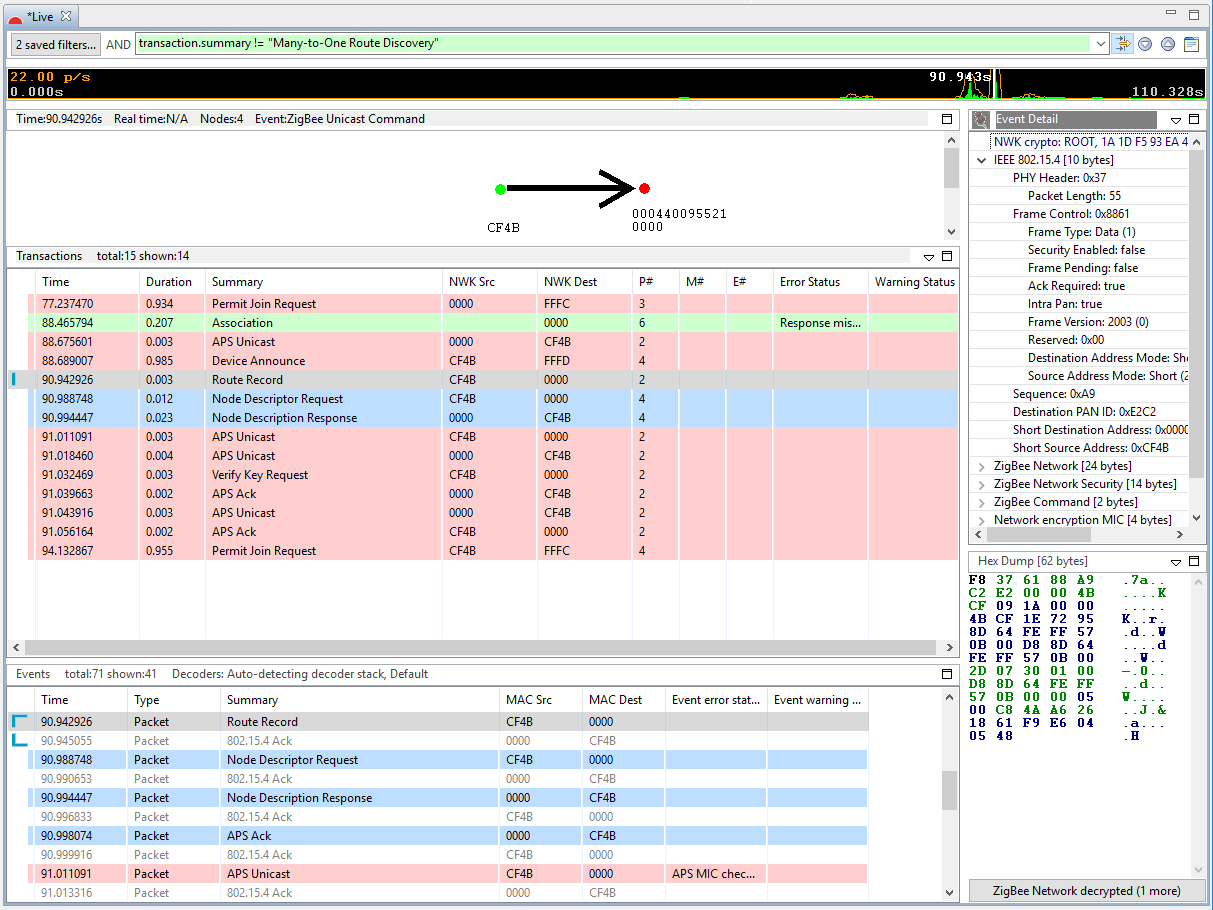 *Live
2 saved filters... AND transaction.summary != "Many-to-One Route Discovery"
22.00 p/s 90.943s
0.000s 110.328s
Time:90.942926s Real time:N/A Nodes:4 Event:ZigBee Unicast Command
CF4B
000440095521
0000
Transactions total:15 shown:14
Time Duration Summary NWK Src NWK Dest P# M# E# Error Status Warning Status
77.237470 0.934 Permit Join Request 0000 FFFC 3
88.465794 0.207 Association 0000 6 Response mis...
88.675601 0.003 APS Unicast 0000 CF4B 2
88.689007 0.985 Device Announce CF4B FFFD 4
90.942926 0.003 Route Record CF4B 0000 2
90.988748 0.012 Node Descriptor Request CF4B 0000 4
90.994447 0.023 Node Description Response 0000 CF4B 4
91.011091 0.003 APS Unicast CF4B 0000 2
91.018460 0.004 APS Unicast 0000 CF4B 2
91.032469 0.003 Verify Key Request CF4B 0000 2
91.039663 0.002 APS Ack 0000 CF4B 2
91.043916 0.003 APS Unicast 0000 CF4B 2
91.056164 0.002 APS Ack CF4B 0000 2
94.132867 0.955 Permit Join Request CF4B FFFC 4
Events total:71 shown:41 Decoders: Auto-detecting decoder stack, Default
Time Type Summary MAC Src MAC Dest Event error stat... Event warning ...
90.942926 Packet Route Record CF4B 0000
90.945055 Packet 802.15.4 Ack 0000 CF4B
90.988748 Packet Node Descriptor Request CF4B 0000
90.990653 Packet 802.15.4 Ack 0000 CF4B
90.994447 Packet Node Description Response 0000 CF4B
90.996833 Packet 802.15.4 Ack CF4B 0000
90.998074 Packet APS Ack 0000 CF4B
90.999916 Packet 802.15.4 Ack CF4B 0000
91.011091 Packet APS Unicast CF4B 0000 APS MIC chec...
91.013316 Packet 802.15.4 Ack 0000 CF4B
Event Detail
NWK crypto: ROOT, 1A 1D F5 93 EA 4
IEEE 802.15.4 [10 bytes]
PHY Header: 0x37
Packet Length: 55
Frame Control: 0x8861
Frame Type: Data (1)
Security Enabled: false
Frame Pending: false
Ack Required: true
Intra Pan: true
Frame Version: 2003 (0)
Reserved: 0x00
Destination Address Mode: Sho
Source Address Mode: Short (2
Sequence: 0xA9
Destination PAN ID: 0xE2C2
Short Destination Address: 0x0000
Short Source Address: 0xCF4B
ZigBee Network [24 bytes]
ZigBee Network Security [14 bytes]
ZigBee Command [2 bytes]
Network encryption MIC [4 bytes]
Hex Dump [62 bytes]
F8 37 61 88 A9 .7a..
C2 E2 00 00 4B ....K
CF 09 1A 00 00 .....
4B CF 1E 72 95 K..r.
8D 64 FE FF 57 .d..W
0B 00 D8 8D 64 ....d
FE FF 57 0B 00 ..W..
2D 07 30 01 00 -.0..
D8 8D 64 FE FF ..d..
57 0B 00 00 05 W....
00 C8 4A A6 26 ..J.&
18 61 F9 E6 04 .a...
05 48 .H
ZigBee Network decrypted (1 more)